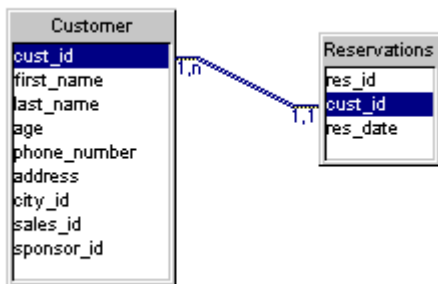 Customer
cust_id
first_name
last_name
age
phone_number
address
city_id
sales_id
sponsor_id
1,n
1,1
Reservations
res_id
cust_id
res_date